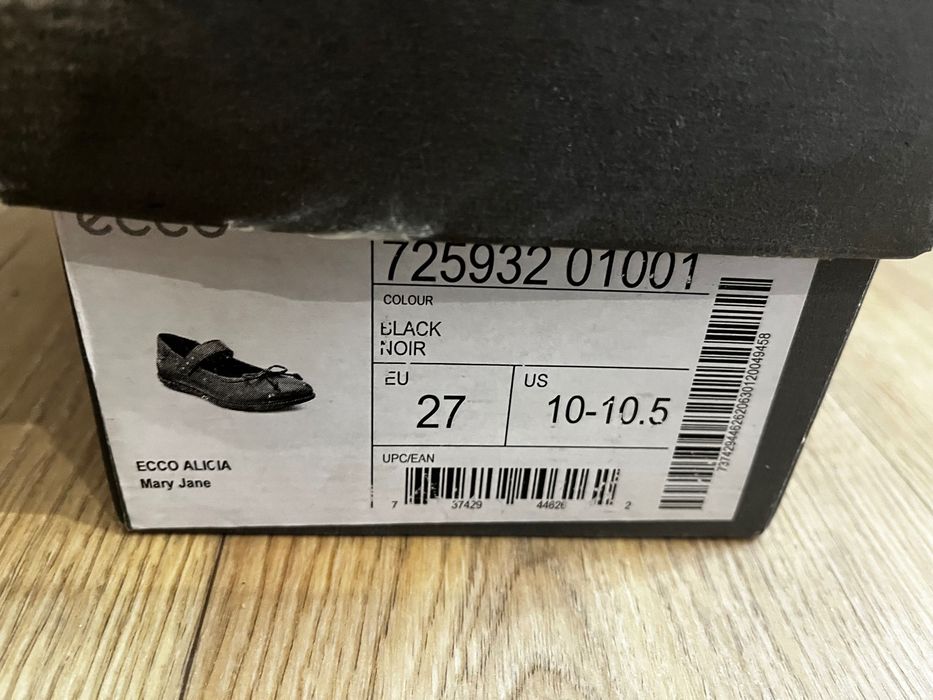 ecco
725932 01001
COLOUR
BLACK
NOIR
EU
27
US
10-10.5
ECCO ALICIA
Mary Jane
UPC/EAN
7 37429 44626 2
7374294462620630120049458